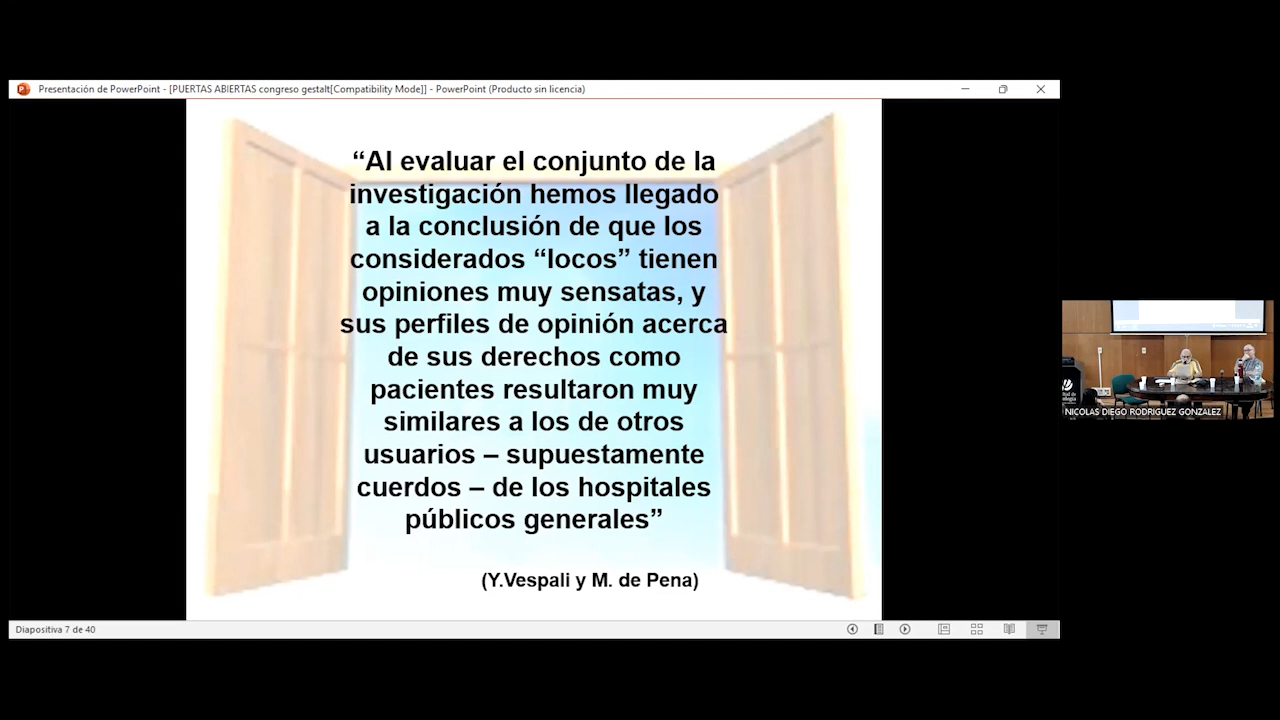 Presentación de PowerPoint - [PUERTAS ABIERTAS congreso gestalt[Compatibility Mode]] - PowerPoint (Producto sin licencia)
“Al evaluar el conjunto de la
investigación hemos llegado
a la conclusión de que los
considerados “locos” tienen
opiniones muy sensatas, y
sus perfiles de opinión acerca
de sus derechos como
pacientes resultaron muy
similares a los de otros
usuarios – supuestamente
cuerdos – de los hospitales
públicos generales”
(Y.Vespali y M. de Pena)
Diapositiva 7 de 40
NICOLAS DIEGO RODRIGUEZ GONZALEZ